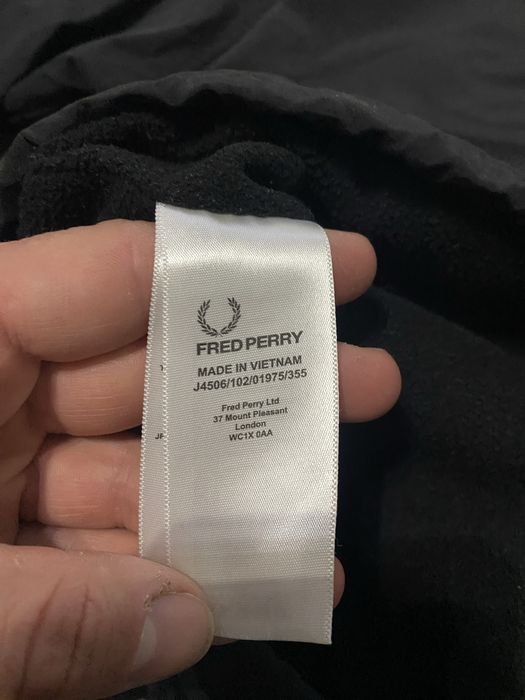 FRED PERRY
MADE IN VIETNAM
J4506/102/01975/355
Fred Perry Ltd
37 Mount Pleasant
London
WC1X 0AA